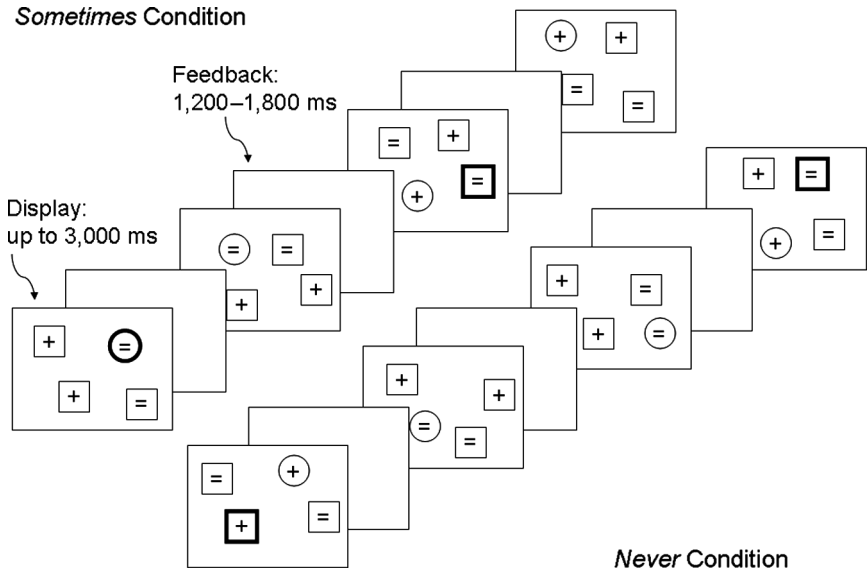 Sometimes Condition
Feedback:
1,200–1,800 ms
Display:
up to 3,000 ms
+ +
= =
= +
+ =
= =
+ +
+ =
+ =
+ =
+ =
+ =
+ =
+ +
= =
= +
+ =
Never Condition